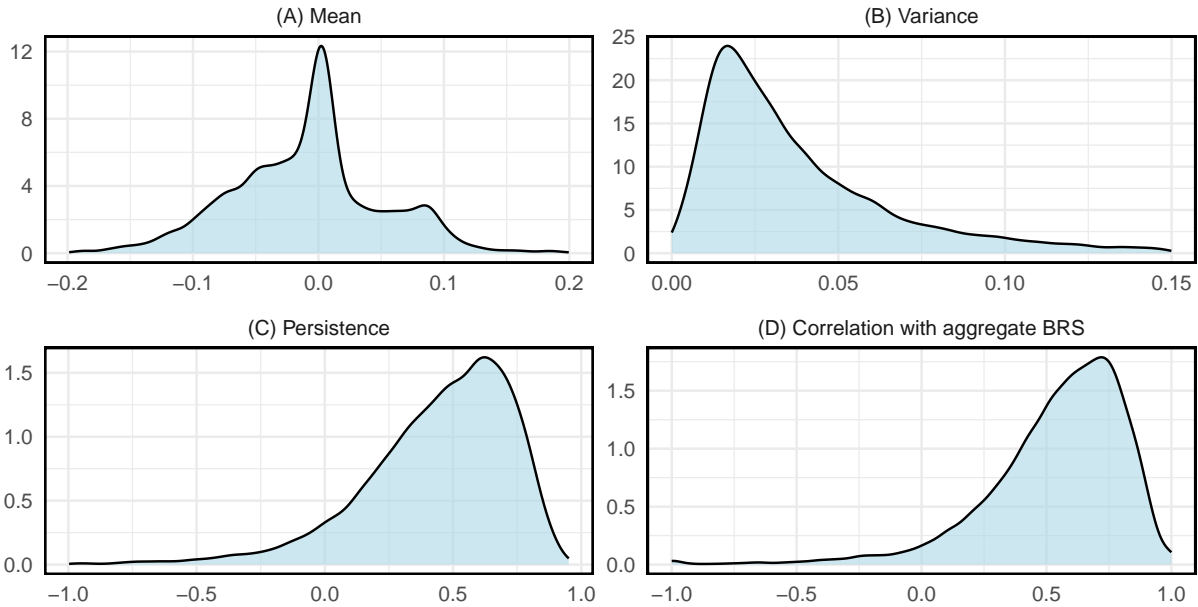 (A) Mean
12
8
4
0
−0.2 −0.1 0.0 0.1 0.2
(B) Variance
25
20
15
10
5
0
0.00 0.05 0.10 0.15
(C) Persistence
1.5
1.0
0.5
0.0
−1.0 −0.5 0.0 0.5 1.0
(D) Correlation with aggregate BRS
1.5
1.0
0.5
0.0
−1.0 −0.5 0.0 0.5 1.0